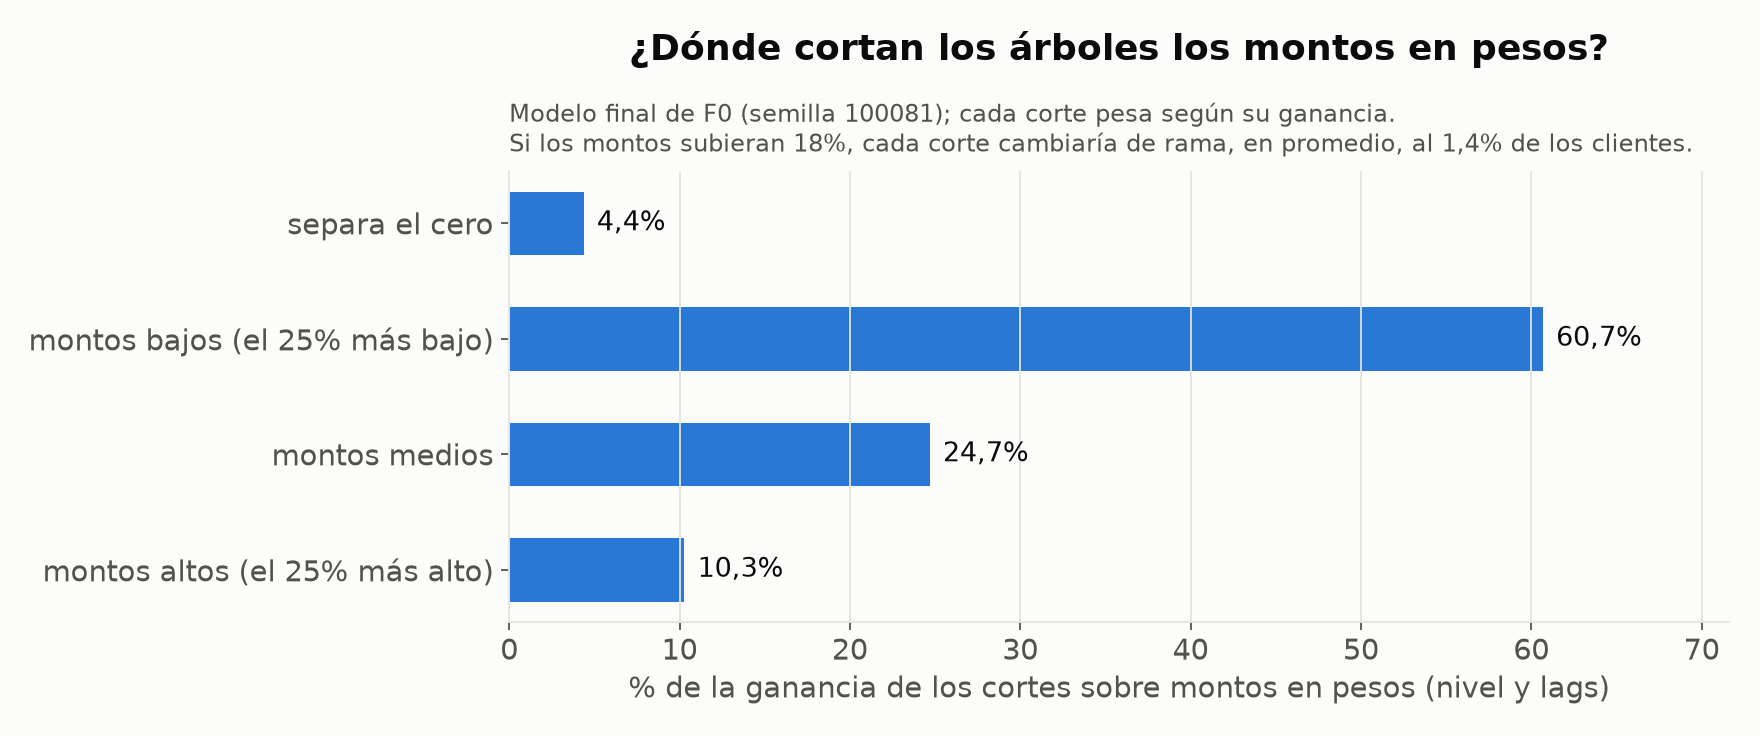 ¿Dónde cortan los árboles los montos en pesos?
Modelo final de F0 (semilla 100081); cada corte pesa según su ganancia.
Si los montos subieran 18%, cada corte cambiaría de rama, en promedio, al 1,4% de los clientes.
separa el cero
4,4%
montos bajos (el 25% más bajo)
60,7%
montos medios
24,7%
montos altos (el 25% más alto)
10,3%
0 10 20 30 40 50 60 70
% de la ganancia de los cortes sobre montos en pesos (nivel y lags)